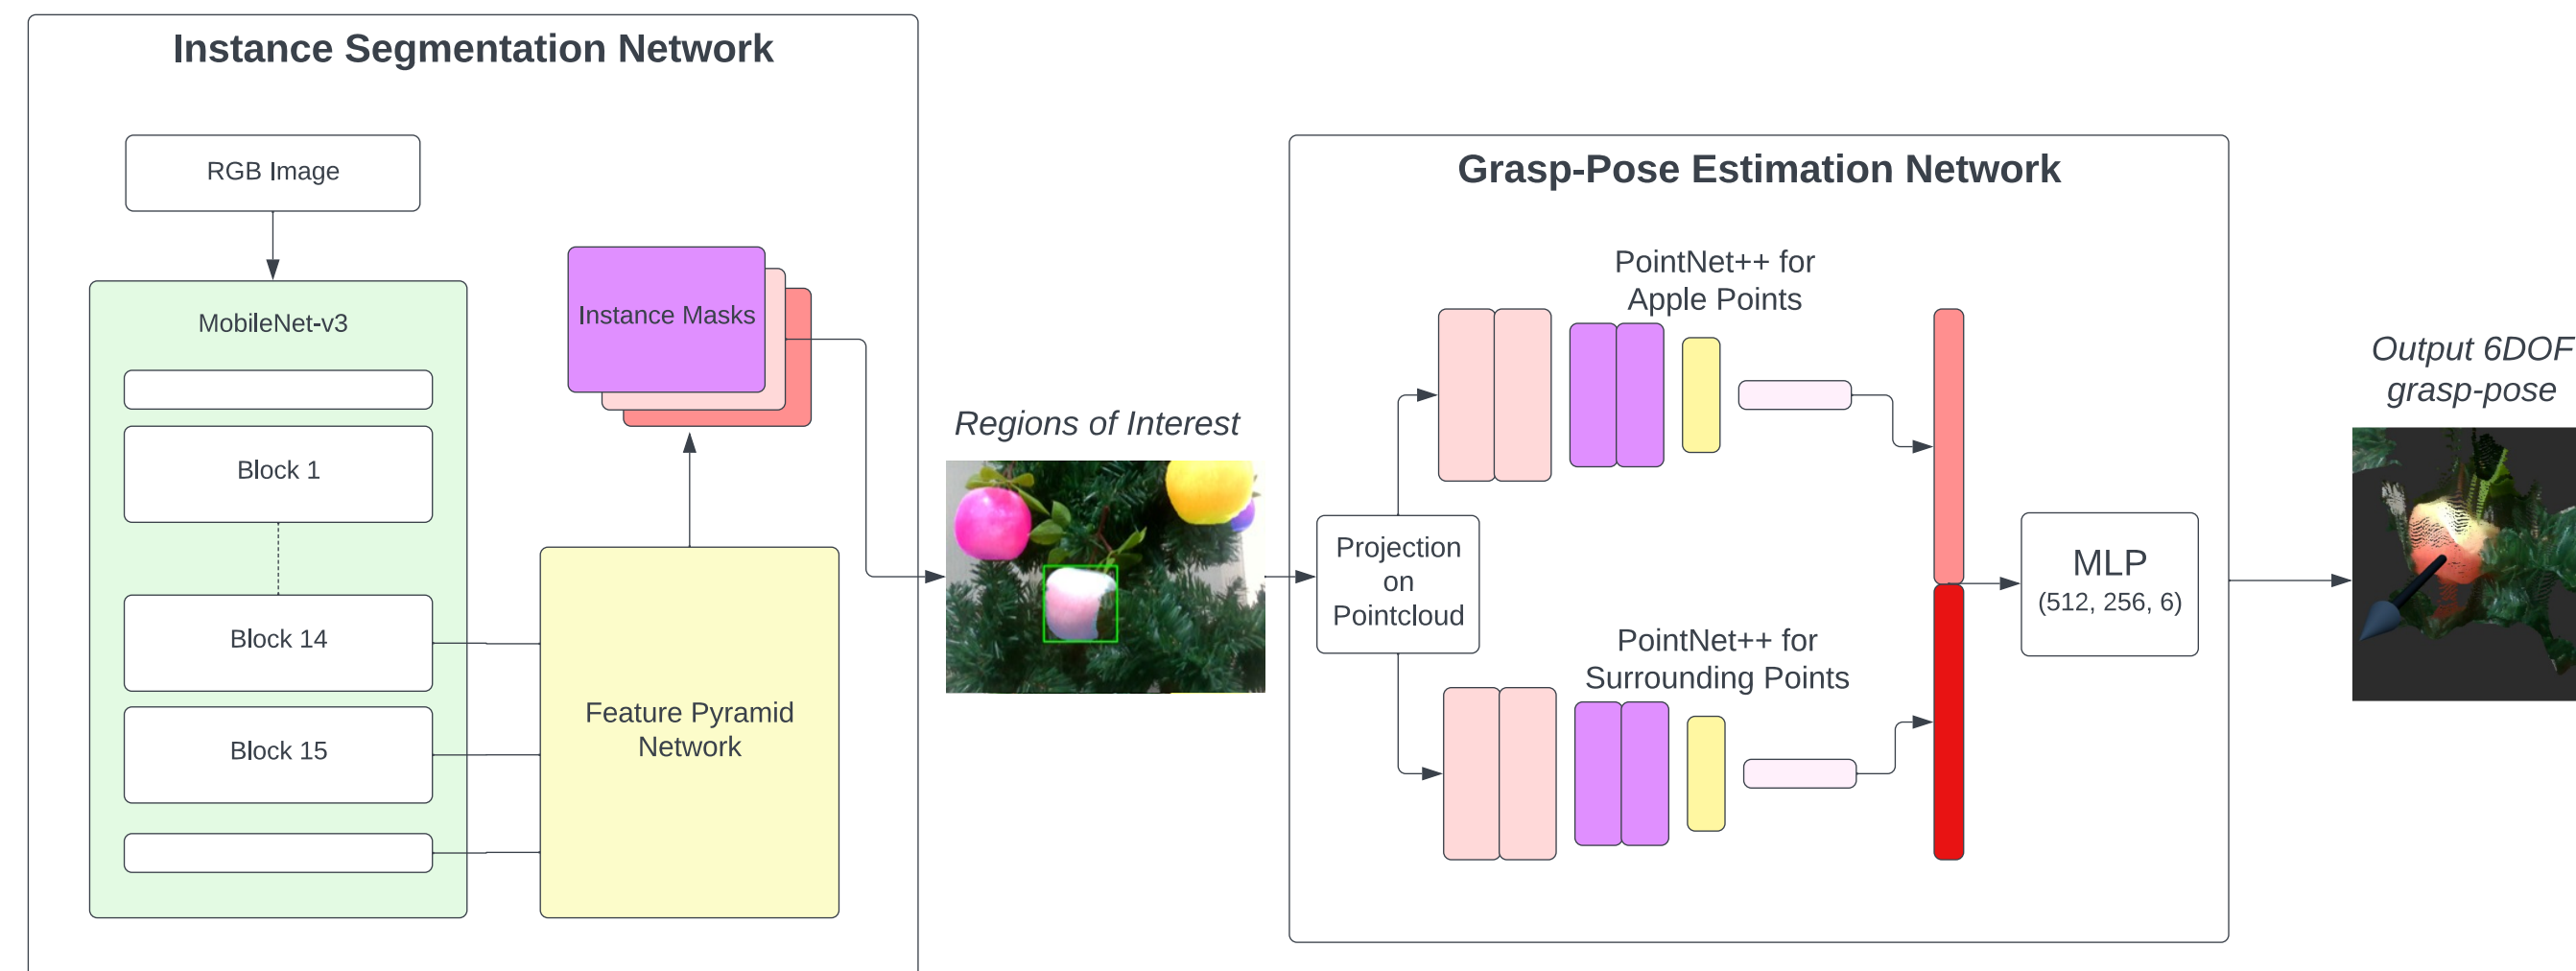 Instance Segmentation Network
RGB Image
MobileNet-v3
Block 1
Block 14
Block 15
Instance Masks
Feature Pyramid
Network
Regions of Interest
Grasp-Pose Estimation Network
Projection
on
Pointcloud
PointNet++ for
Apple Points
PointNet++ for
Surrounding Points
MLP
(512, 256, 6)
Output 6DOF
grasp-pose